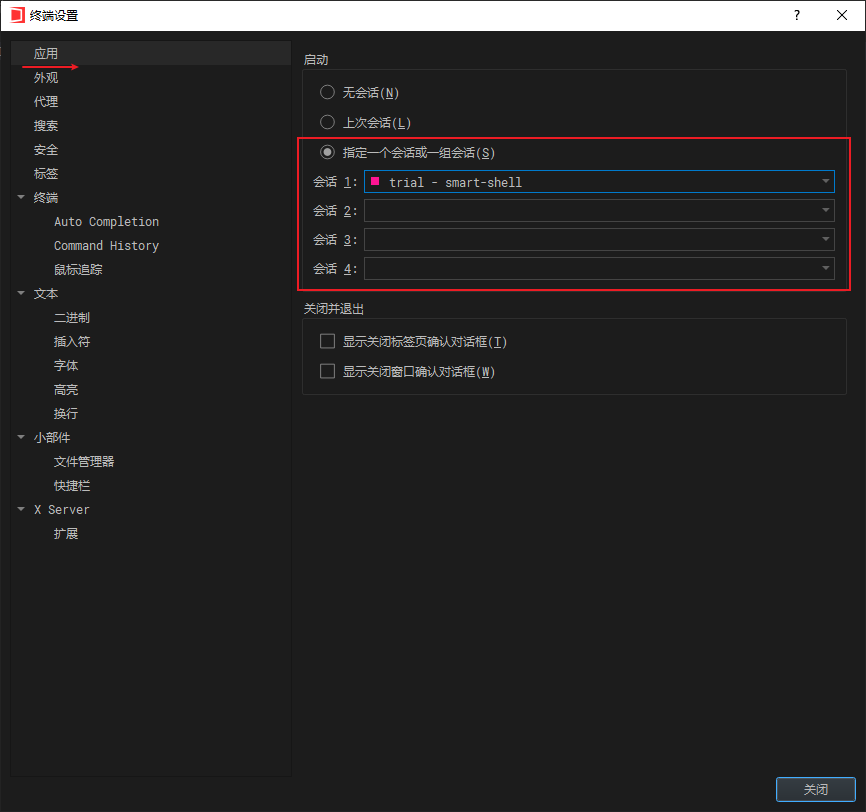 终端设置
应用
外观
代理
搜索
安全
标签
终端
Auto Completion
Command History
鼠标追踪
文本
二进制
插入符
字体
高亮
换行
小部件
文件管理器
快捷栏
X Server
扩展
启动
无会话(N)
上次会话(L)
指定一个会话或一组会话(S)
会话 1: trial - smart-shell
会话 2:
会话 3:
会话 4:
关闭并退出
显示关闭标签页确认对话框(T)
显示关闭窗口确认对话框(W)
关闭